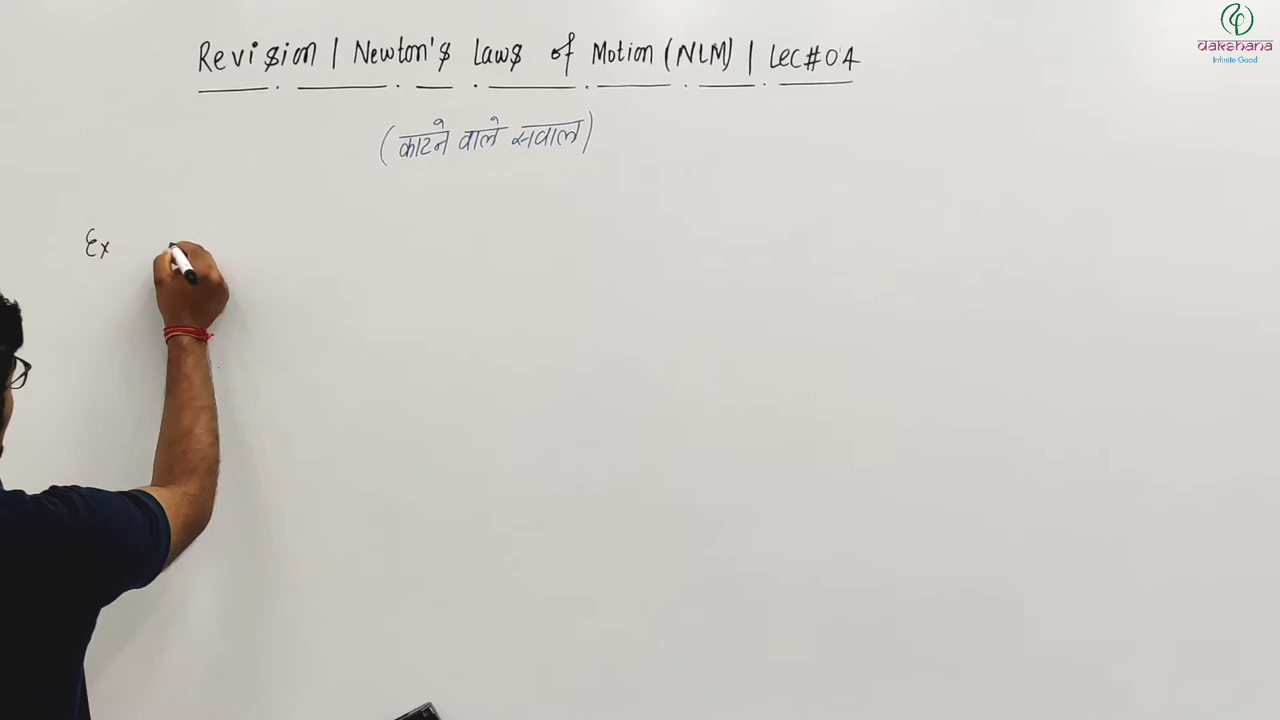 dakshana
Infinite Good
Revision | Newton's Laws of Motion (NLM) | Lec#04
(काटने वाले सवाल)
Ex